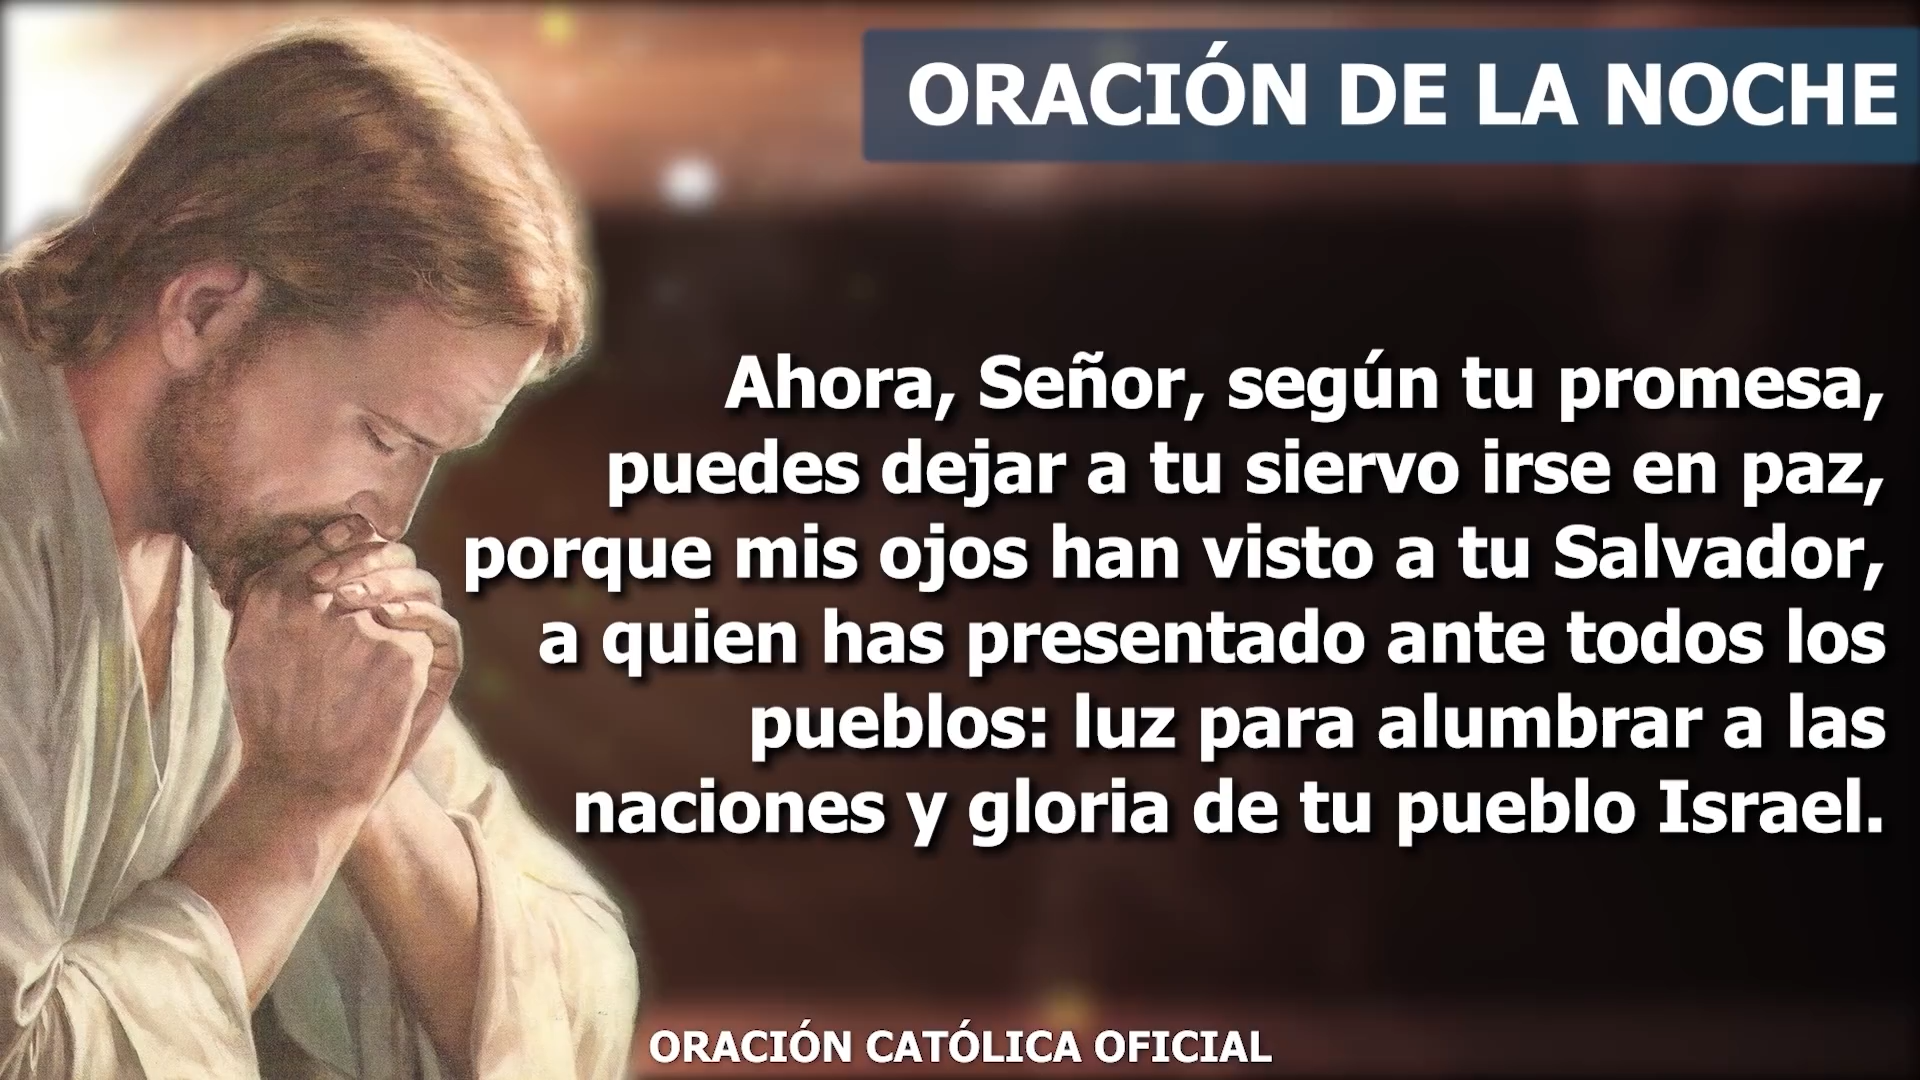 ORACIÓN DE LA NOCHE
Ahora, Señor, según tu promesa,
puedes dejar a tu siervo irse en paz,
porque mis ojos han visto a tu Salvador,
a quien has presentado ante todos los
pueblos: luz para alumbrar a las
naciones y gloria de tu pueblo Israel.
ORACIÓN CATÓLICA OFICIAL